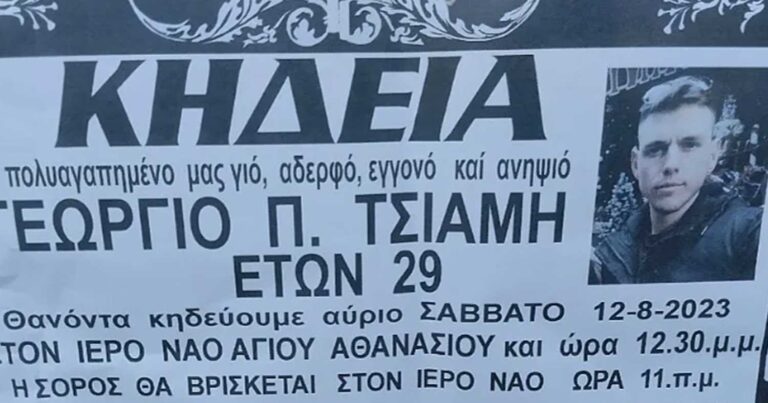 ΚΗΔΕΙΑ
πολυαγαπημένο μας γιό, αδερφό, εγγονό καί ανηψιό
ΓΕΩΡΓΙΟ Π. ΤΣΙΑΜΗ
ΕΤΩΝ 29
Θανόντα κηδεύουμε αύριο ΣΑΒΒΑΤΟ 12-8-2023
ΣΤΟΝ ΙΕΡΟ ΝΑΟ ΑΓΙΟΥ ΑΘΑΝΑΣΙΟΥ και ώρα 12.30.μ.μ.
Η ΣΟΡΟΣ ΘΑ ΒΡΙΣΚΕΤΑΙ ΣΤΟΝ ΙΕΡΟ ΝΑΟ ΩΡΑ 11.π.μ.